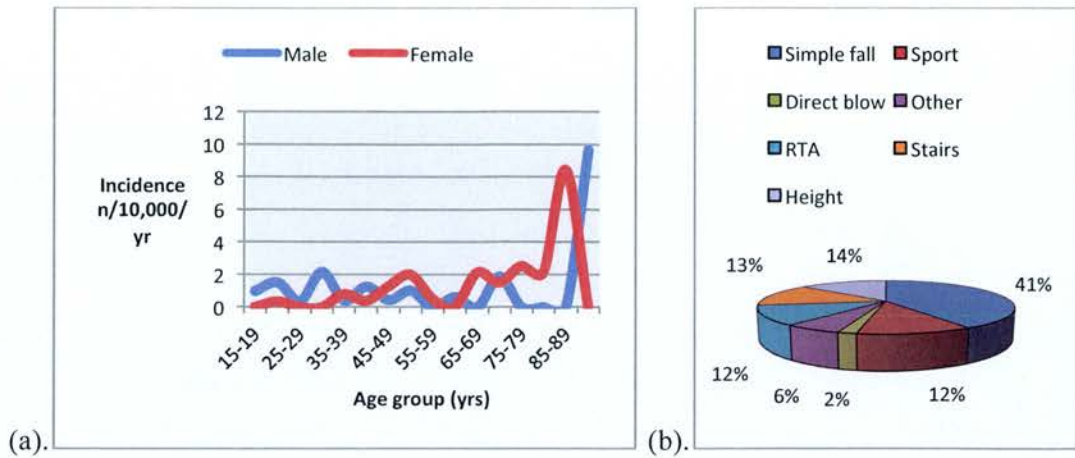 Male Female
12
10
8
6
4
2
0
Incidence
n/10,000/
yr
15-19
25-29
35-39
45-49
55-59
65-69
75-79
85-89
Age group (yrs)
(a).
Simple fall Sport
Direct blow Other
RTA Stairs
Height
14%
13%
41%
12%
6%
2%
12%
(b).